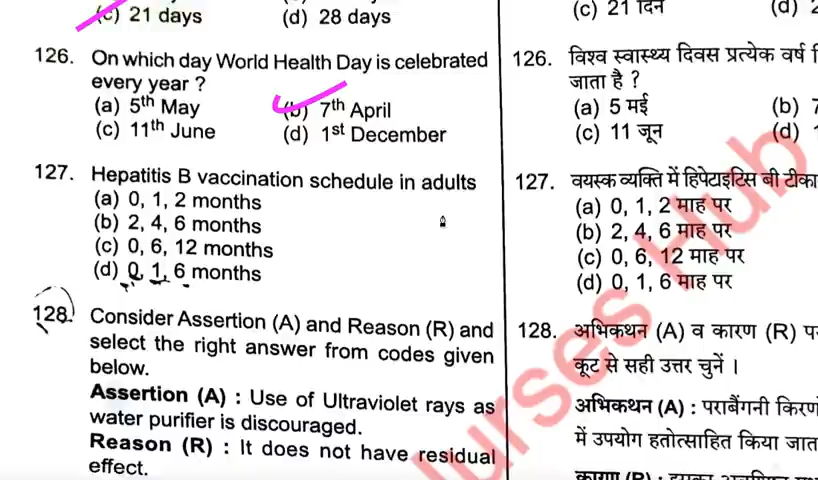 (c) 21 days (d) 28 days
126. On which day World Health Day is celebrated
every year ?
(a) 5th May (b) 7th April
(c) 11th June (d) 1st December
127. Hepatitis B vaccination schedule in adults
(a) 0, 1, 2 months
(b) 2, 4, 6 months
(c) 0, 6, 12 months
(d) 0, 1, 6 months
128. Consider Assertion (A) and Reason (R) and
select the right answer from codes given
below.
Assertion (A) : Use of Ultraviolet rays as
water purifier is discouraged.
Reason (R) : It does not have residual
effect.
(c) 21 दिन (d) 2
126. विश्व स्वास्थ्य दिवस प्रत्येक वर्ष
जाता है ?
(a) 5 मई (b) 7
(c) 11 जून (d)
127. वयस्क व्यक्ति में हिपेटाइटिस बी टीका
(a) 0, 1, 2 माह पर
(b) 2, 4, 6 माह पर
(c) 0, 6, 12 माह पर
(d) 0, 1, 6 माह पर
128. अभिकथन (A) व कारण (R) पर
कूट से सही उत्तर चुनें ।
अभिकथन (A) : पराबैंगनी किरणों
में उपयोग हतोत्साहित किया जात
कारण (R) :
Nurses Hub